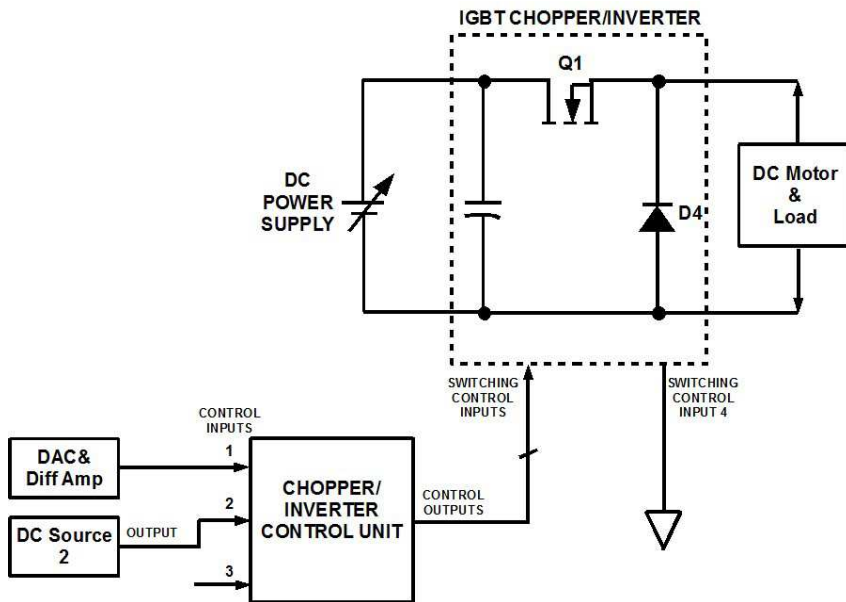 IGBT CHOPPER/INVERTER
Q1
DC
POWER
SUPPLY
D4
DC Motor
&
Load
SWITCHING
CONTROL
INPUTS
SWITCHING
CONTROL
INPUT 4
CONTROL
INPUTS
1
DAC&
Diff Amp
2
DC Source
2
OUTPUT
3
CHOPPER/
INVERTER
CONTROL UNIT
CONTROL
OUTPUTS